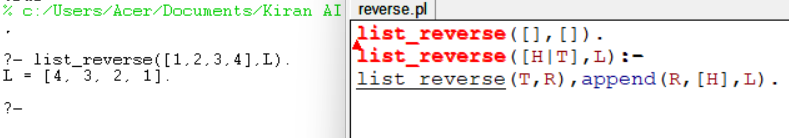 % c:/Users/Acer/Documents/Kiran AI
,
?- list_reverse([1,2,3,4],L).
L = [4, 3, 2, 1].
?-
reverse.pl
list_reverse([],[]).
list_reverse([H|T],L):-
list_reverse(T,R),append(R,[H],L).